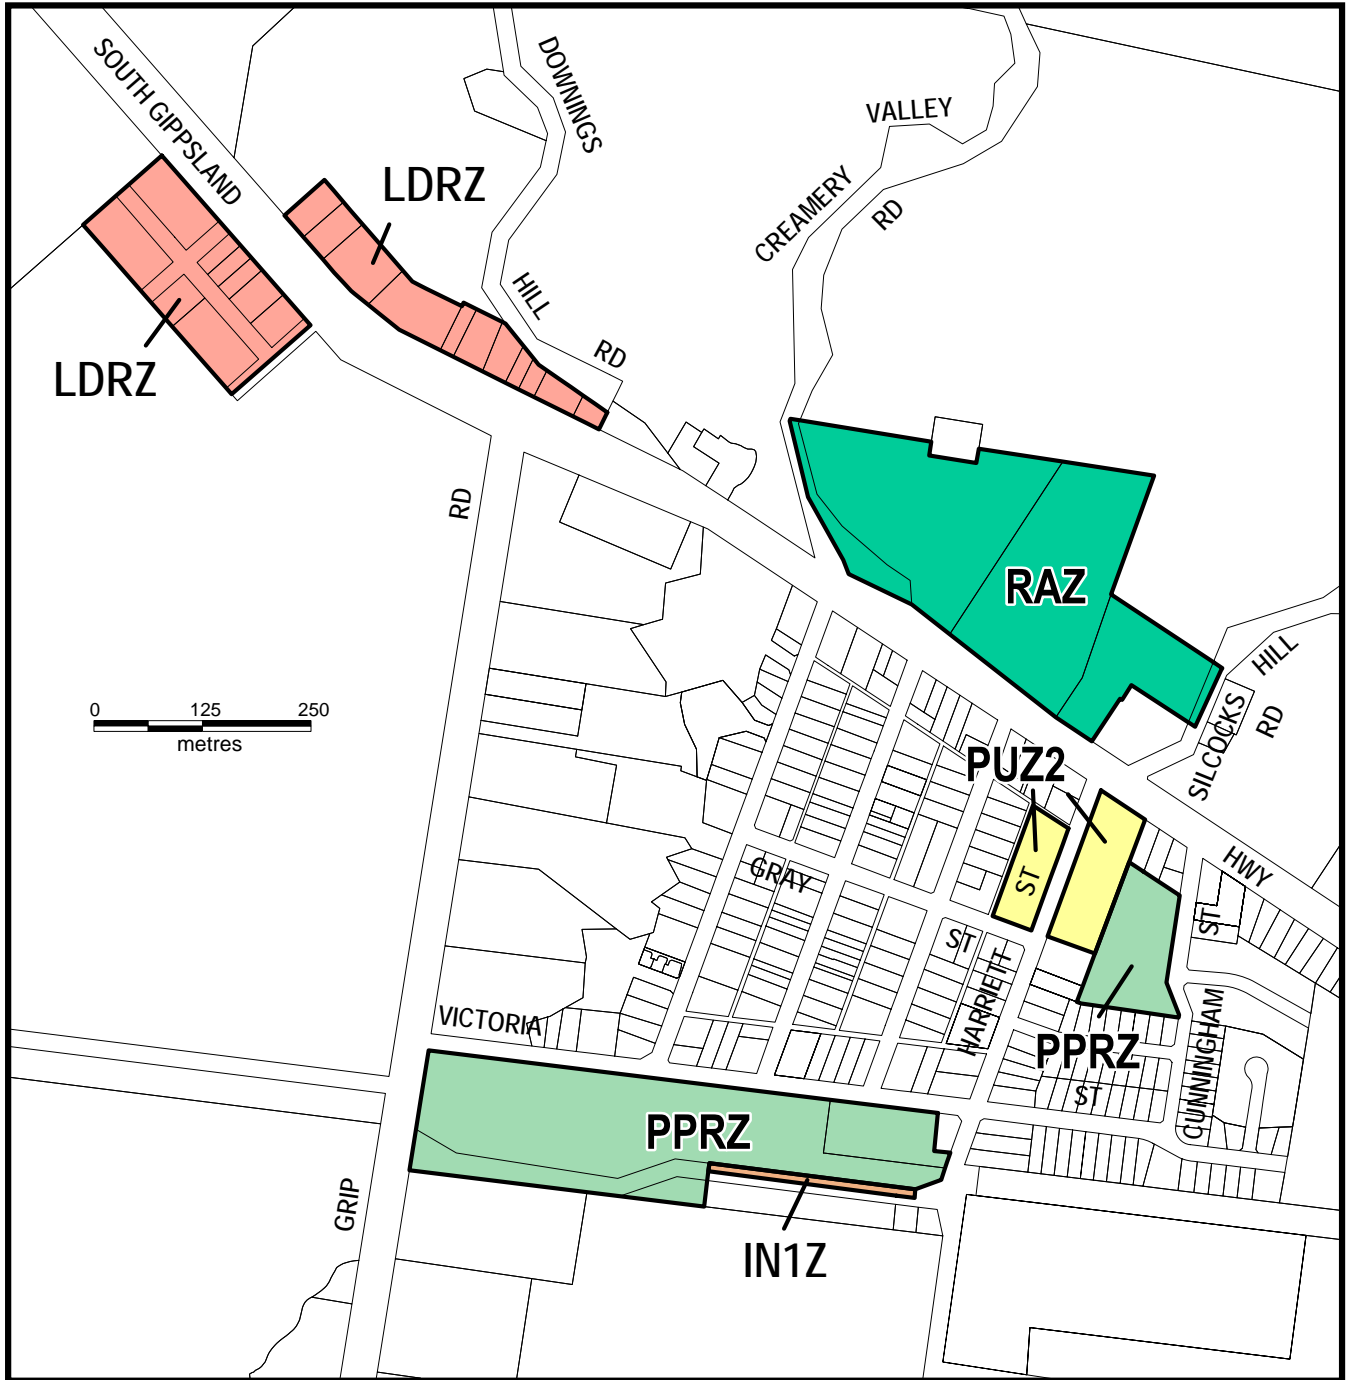 SOUTH GIPPSLAND
DOWNINGS
VALLEY
LDRZ
CREAMERY
RD
HILL
RD
LDRZ
RD
RAZ
HILL
0 125 250
metres
SILCOCKS
RD
PUZ2
HWY
GRAY
ST
ST
ST
HARRIETT
VICTORIA
CUNNINGHAM
PPRZ
ST
PPRZ
GRIP
IN1Z